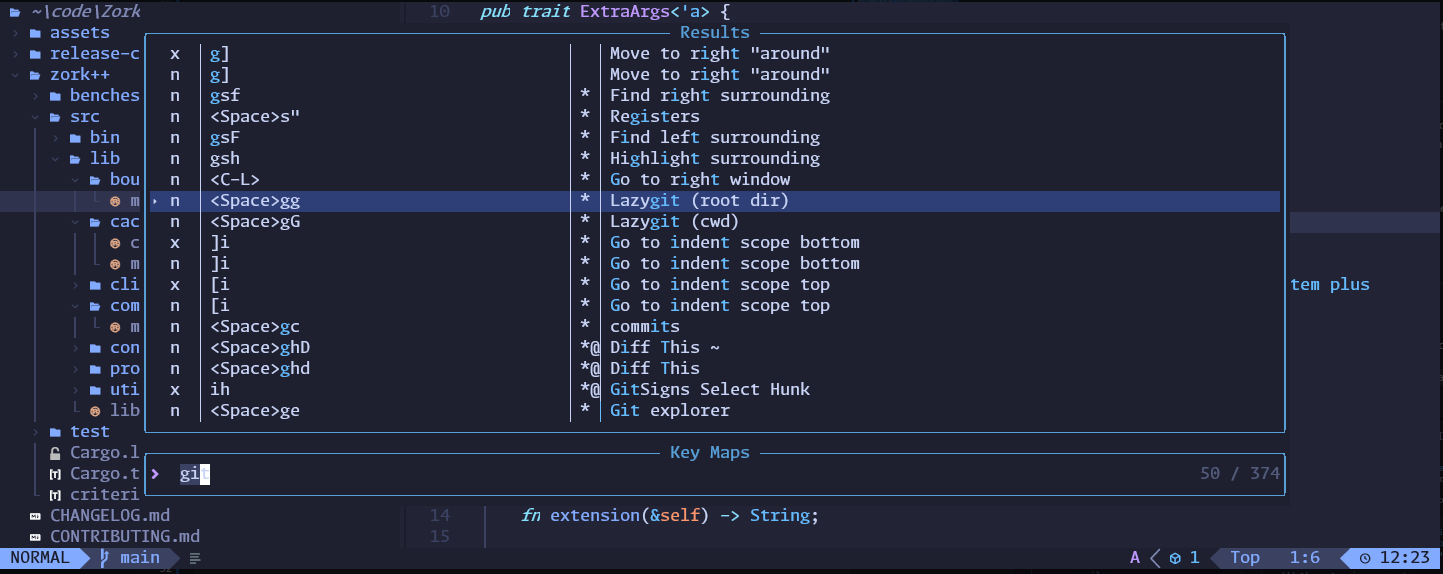 ~\code\Zork 10 pub trait ExtraArgs<'a> {
assets Results
release-c x g] Move to right "around"
zork++ n g] Move to right "around"
benches n gsf * Find right surrounding
src n <Space>s" * Registers
bin n gsF * Find left surrounding
lib n gsh * Highlight surrounding
bou n <C-L> * Go to right window
m n <Space>gg * Lazygit (root dir)
cac n <Space>gG * Lazygit (cwd)
c x ]i * Go to indent scope bottom
m n ]i * Go to indent scope bottom
cli x [i * Go to indent scope top tem plus
com n [i * Go to indent scope top
m n <Space>gc * commits
con n <Space>ghD *@ Diff This ~
pro n <Space>ghd *@ Diff This
uti x ih *@ GitSigns Select Hunk
lib n <Space>ge * Git explorer
test
Cargo.l Key Maps
Cargo.t > git 50 / 374
criteri
CHANGELOG.md 14 fn extension(&self) -> String;
CONTRIBUTING.md 15
NORMAL main A 1 Top 1:6 12:23